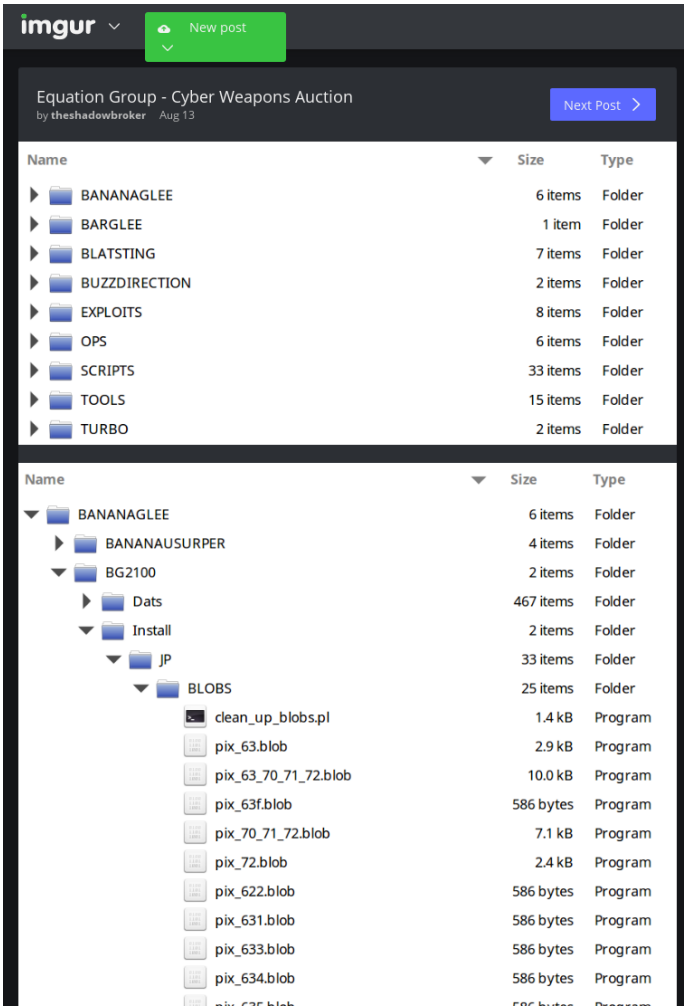 imgur
New post
Equation Group - Cyber Weapons Auction
by theshadowbroker Aug 13
Next Post
Name Size Type
BANANAGLEE 6 items Folder
BARGLEE 1 item Folder
BLATSTING 7 items Folder
BUZZDIRECTION 2 items Folder
EXPLOITS 8 items Folder
OPS 6 items Folder
SCRIPTS 33 items Folder
TOOLS 15 items Folder
TURBO 2 items Folder
Name Size Type
BANANAGLEE 6 items Folder
BANANAUSURPER 4 items Folder
BG2100 2 items Folder
Dats 467 items Folder
Install 2 items Folder
JP 33 items Folder
BLOBS 25 items Folder
clean_up_blobs.pl 1.4 kB Program
pix_63.blob 2.9 kB Program
pix_63_70_71_72.blob 10.0 kB Program
pix_63f.blob 586 bytes Program
pix_70_71_72.blob 7.1 kB Program
pix_72.blob 2.4 kB Program
pix_622.blob 586 bytes Program
pix_631.blob 586 bytes Program
pix_633.blob 586 bytes Program
pix_634.blob 586 bytes Program
pix_635.blob 586 bytes Program